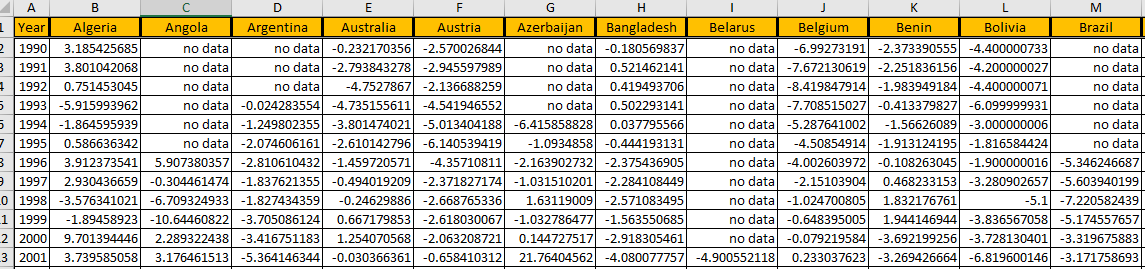 A B C D E F G H I J K L M
1 Year Algeria Angola Argentina Australia Austria Azerbaijan Bangladesh Belarus Belgium Benin Bolivia Brazil
2 1990 3.185425685 no data no data -0.232170356 -2.570026844 no data -0.180569837 no data -6.99273191 -2.373390555 -4.400000733 no data
3 1991 3.801042068 no data no data -2.793843278 -2.945597989 no data 0.521462141 no data -7.672130619 -2.251836156 -4.200000027 no data
4 1992 0.751453045 no data no data -4.7527867 -2.136688259 no data 0.419493706 no data -8.419847914 -1.983949184 -4.400000071 no data
5 1993 -5.915993962 no data -0.024283554 -4.735155611 -4.541946552 no data 0.502293141 no data -7.708515027 -0.413379827 -6.099999931 no data
6 1994 -1.864595939 no data -1.249802355 -3.801474021 -5.013404188 -6.415858828 0.037795566 no data -5.287641002 -1.56626089 -3.000000006 no data
7 1995 0.586636342 no data -2.074606161 -2.610142796 -6.140539419 -1.0934858 -0.444193131 no data -4.50854914 -1.913124195 -1.816584424 no data
8 1996 3.912373541 5.907380357 -2.810610432 -1.459720571 -4.35710811 -2.163902732 -2.375436905 no data -4.002603972 -0.108263045 -1.900000016 -5.346246687
9 1997 2.930436659 -0.304461474 -1.837621355 -0.494019209 -2.371827174 -1.031510201 -2.284108449 no data -2.15103904 0.468233153 -3.280902657 -5.603940199
0 1998 -3.576341021 -6.709324933 -1.827434359 -0.24629886 -2.668765336 1.63119009 -2.571083495 no data -1.024700805 1.832176761 -5.1 -7.220582439
1 1999 -1.89458923 -10.64460822 -3.705086124 0.667179853 -2.618030067 -1.032786477 -1.563550685 no data -0.648395005 1.944146944 -3.836567058 -5.174557657
2 2000 9.701394446 2.289322438 -3.416751183 1.254070568 -2.063208721 0.144727517 -2.918305461 no data -0.079219584 -3.692199256 -3.728130401 -3.319675883
3 2001 3.739585058 3.176461513 -5.364146344 -0.030366361 -0.658410312 21.76404562 -4.080077757 -4.900552118 0.233037623 -3.269426664 -6.819600146 -3.171758693